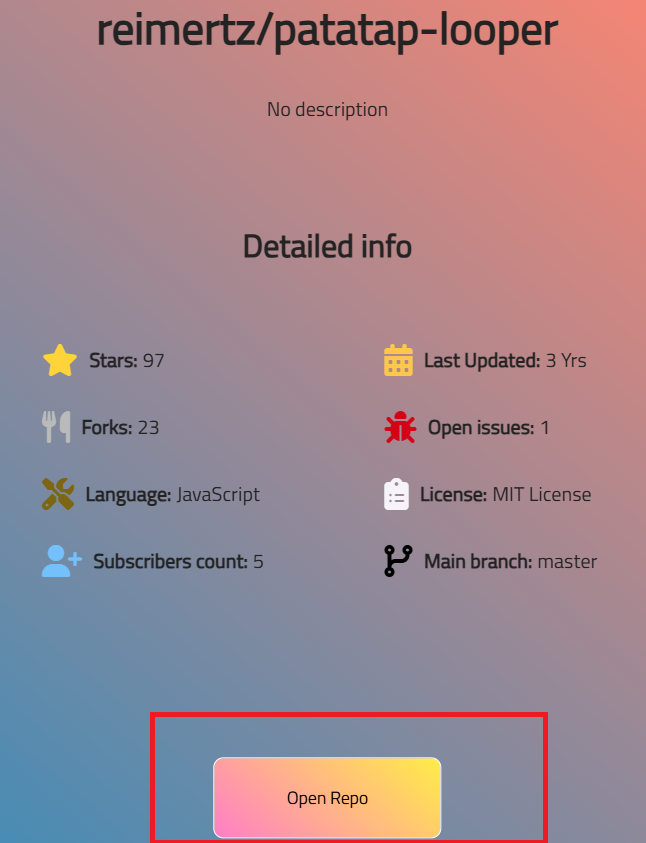 reimertz/patatap-looper
No description
Detailed info
Stars: 97
Last Updated: 3 Yrs
Forks: 23
Open issues: 1
Language: JavaScript
License: MIT License
Subscribers count: 5
Main branch: master
Open Repo